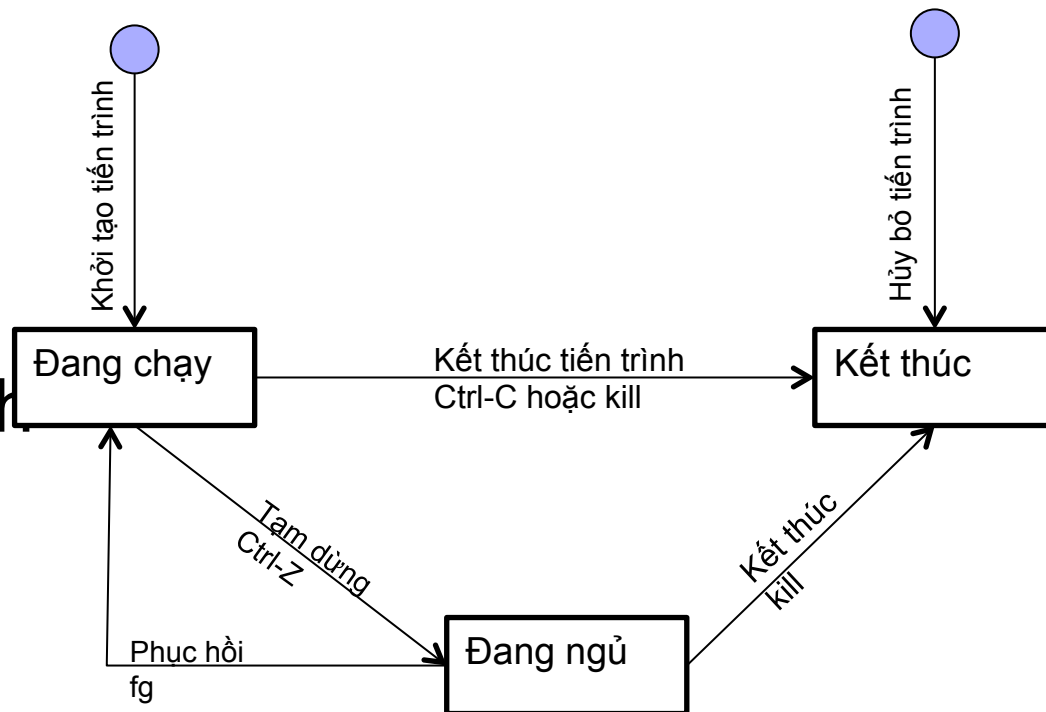 Khởi tạo tiến trình
Hủy bỏ tiến trình
Đang chạy
Kết thúc tiến trình
Ctrl-C hoặc kill
Kết thúc
Tạm dừng
Ctrl-Z
Kết thúc
kill
Phục hồi
fg
Đang ngủ